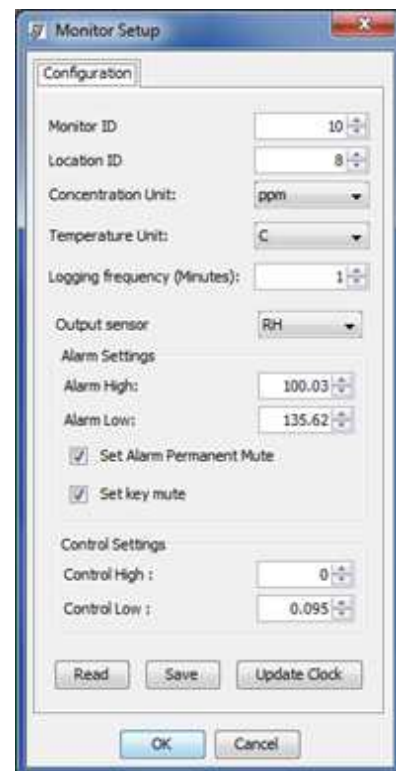 Monitor Setup
Configuration
Monitor ID 10
Location ID 8
Concentration Unit: ppm
Temperature Unit: C
Logging frequency (Minutes): 1
Output sensor RH
Alarm Settings
Alarm High: 100.03
Alarm Low: 135.62
Set Alarm Permanent Mute
Set key mute
Control Settings
Control High : 0
Control Low : 0.095
Read Save Update Clock
OK Cancel